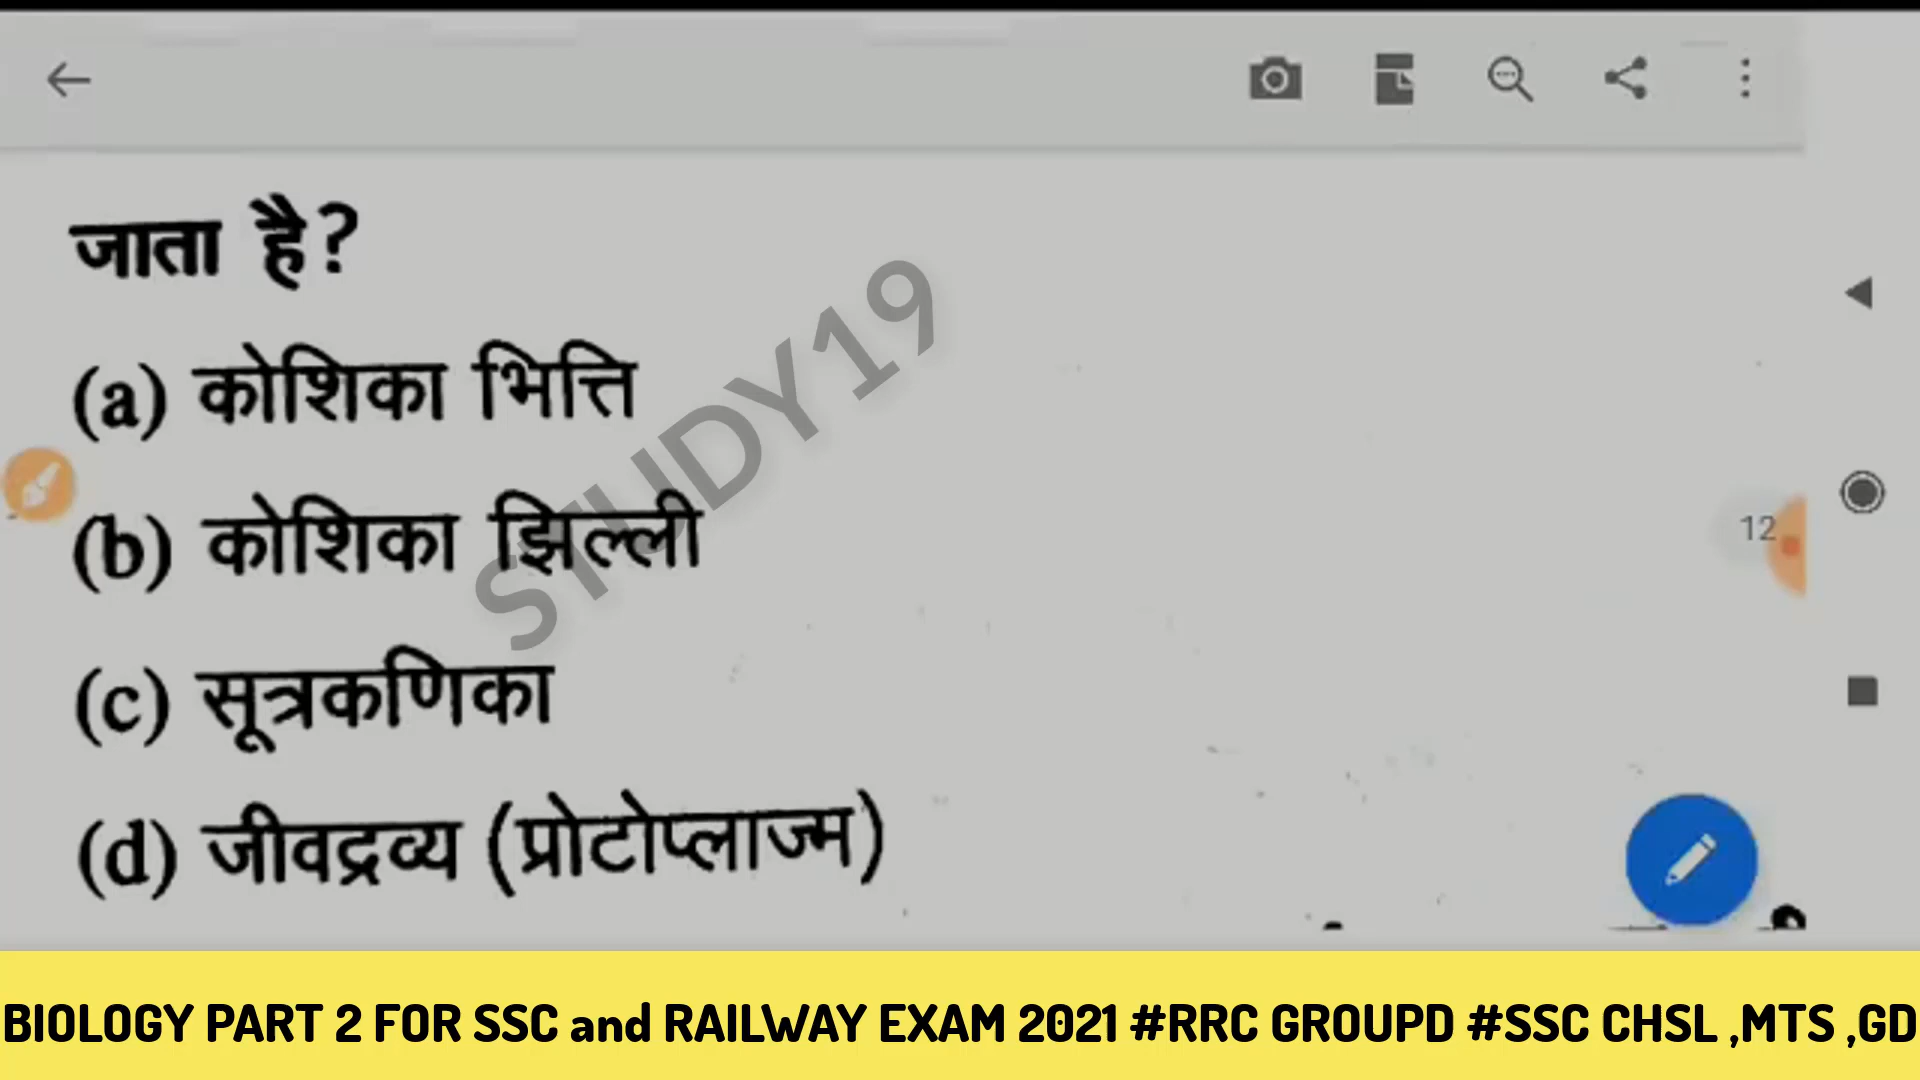 जाता है?
(a) कोशिका भित्ति
(b) कोशिका झिल्ली
(c) सूत्रकणिका
(d) जीवद्रव्य (प्रोटोप्लाज्म)
STUDY19
12
BIOLOGY PART 2 FOR SSC and RAILWAY EXAM 2021 #RRC GROUPD #SSC CHSL ,MTS ,GD